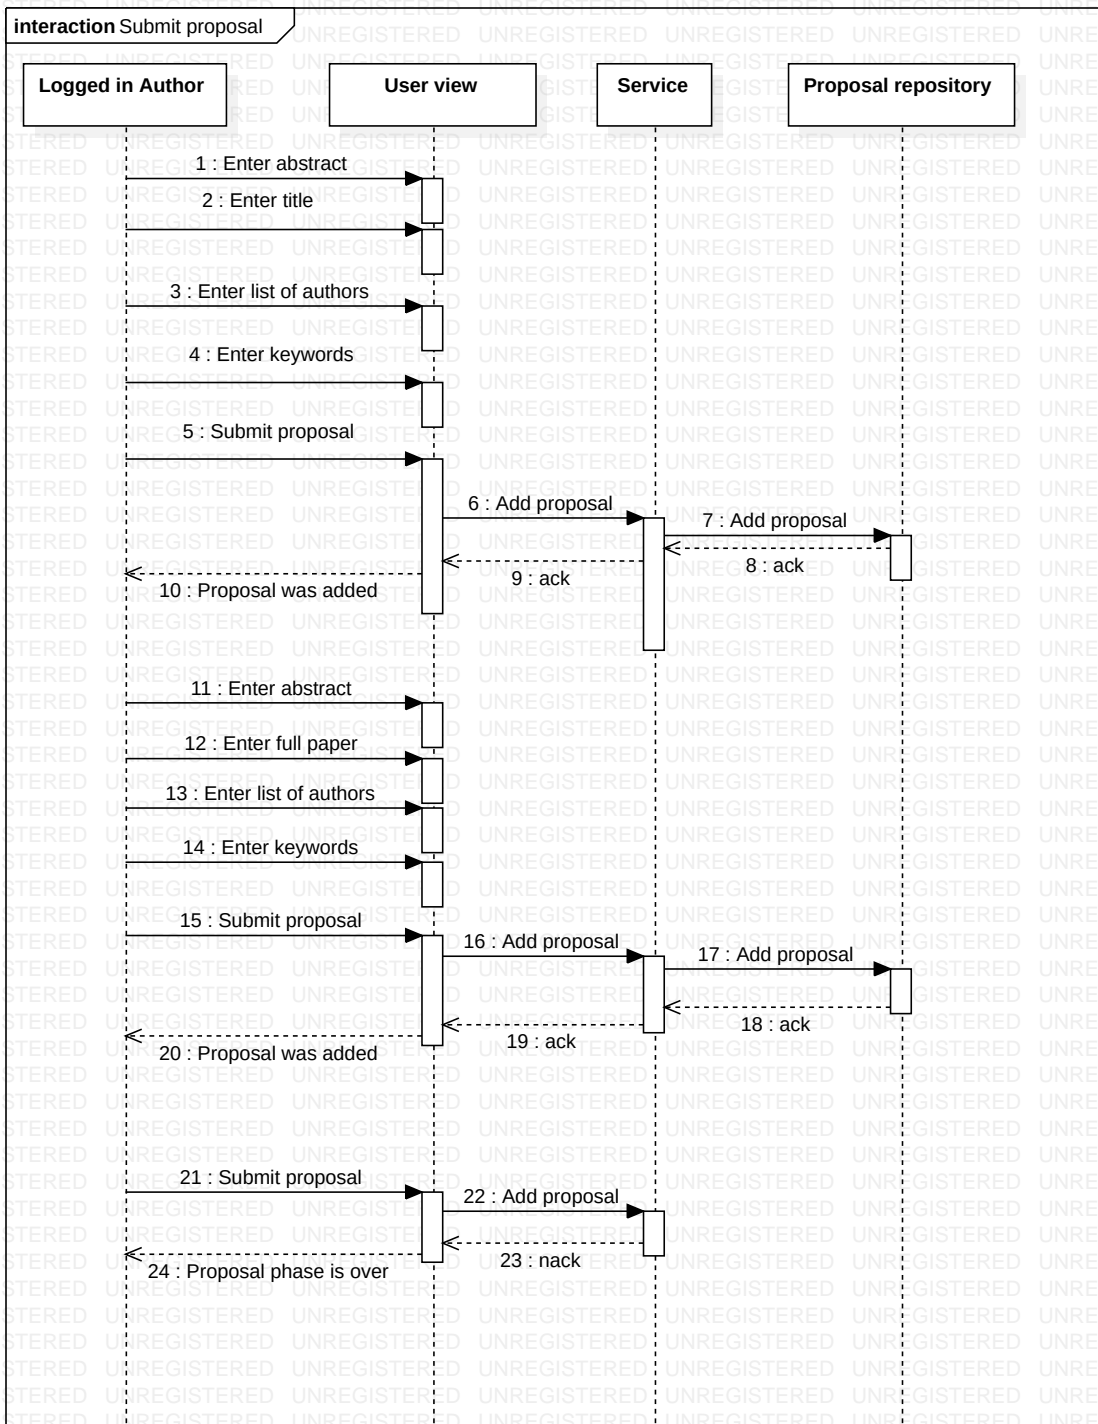 interaction Submit proposal
Logged in Author
User view
Service
Proposal repository
1 : Enter abstract
2 : Enter title
3 : Enter list of authors
4 : Enter keywords
5 : Submit proposal
6 : Add proposal
7 : Add proposal
8 : ack
9 : ack
10 : Proposal was added
11 : Enter abstract
12 : Enter full paper
13 : Enter list of authors
14 : Enter keywords
15 : Submit proposal
16 : Add proposal
17 : Add proposal
18 : ack
19 : ack
20 : Proposal was added
21 : Submit proposal
22 : Add proposal
23 : nack
24 : Proposal phase is over
UNREGISTERED